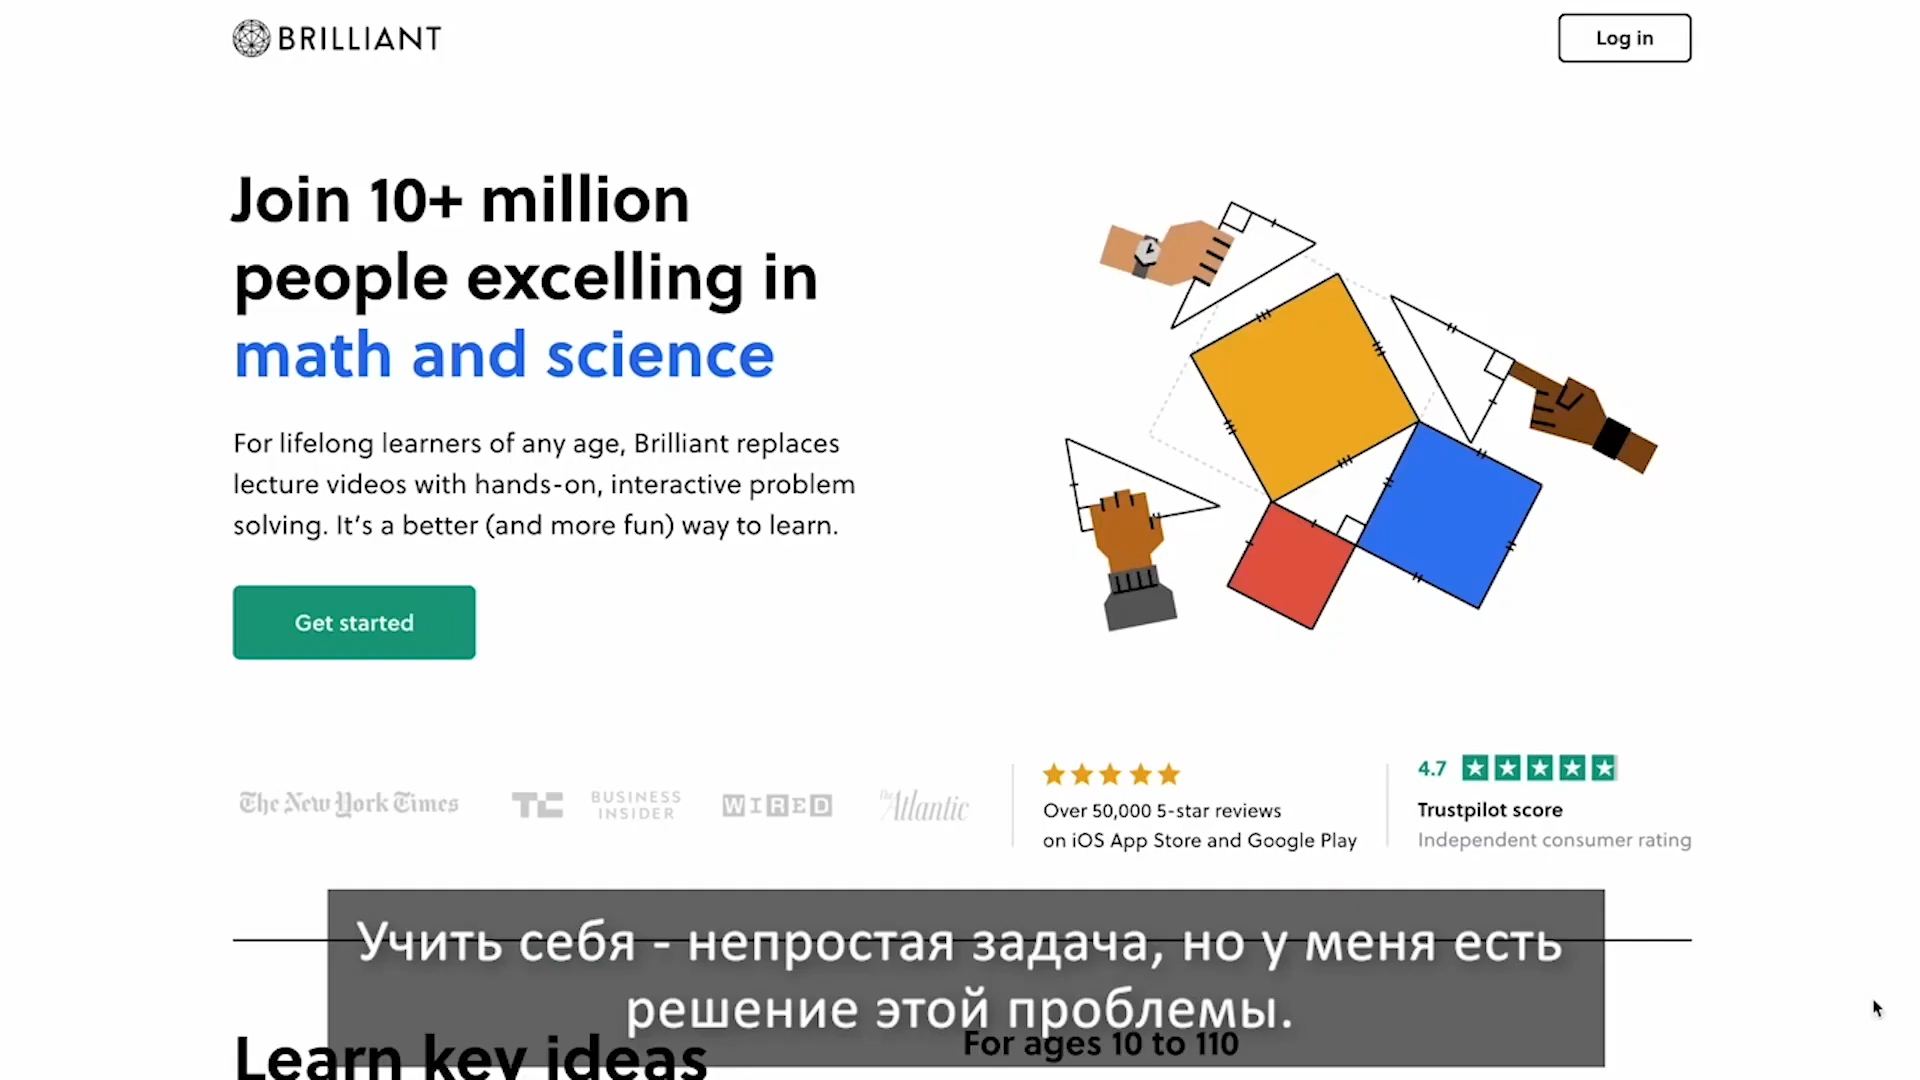 BRILLIANT
Log in
Join 10+ million
people excelling in
math and science
For lifelong learners of any age, Brilliant replaces
lecture videos with hands-on, interactive problem
solving. It's a better (and more fun) way to learn.
Get started
The New York Times
TC
BUSINESS
INSIDER
WIRED
The Atlantic
Over 50,000 5-star reviews
on iOS App Store and Google Play
4.7
Trustpilot score
Independent consumer rating
Учить себя - непростая задача, но у меня есть
решение этой проблемы.
Learn key ideas
For ages 10 to 110